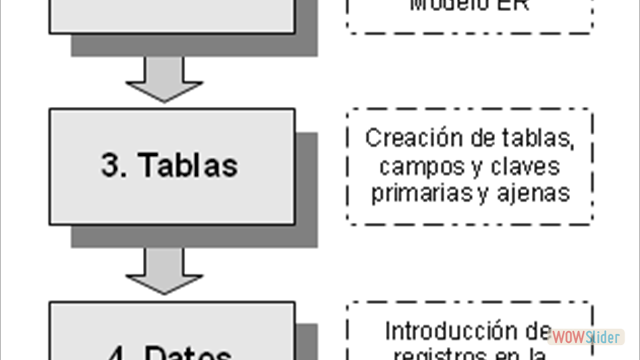 Modelo ER
3. Tablas
Creación de tablas,
campos y claves
primarias y ajenas
4. Datos
Introducción de
registros en la
WOWSlider